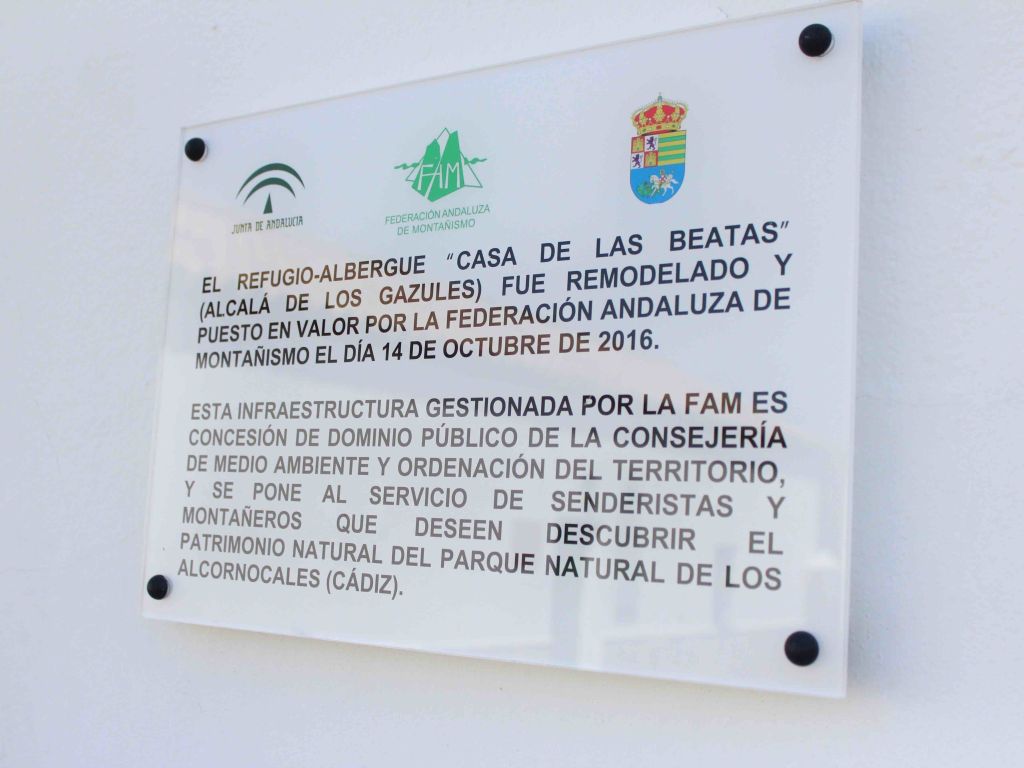 JUNTA DE ANDALUCIA
FAM
FEDERACIÓN ANDALUZA
DE MONTAÑISMO
EL REFUGIO-ALBERGUE "CASA DE LAS BEATAS"
(ALCALÁ DE LOS GAZULES) FUE REMODELADO Y
PUESTO EN VALOR POR LA FEDERACIÓN ANDALUZA DE
MONTAÑISMO EL DÍA 14 DE OCTUBRE DE 2016.
ESTA INFRAESTRUCTURA GESTIONADA POR LA FAM ES
CONCESIÓN DE DOMINIO PÚBLICO DE LA CONSEJERÍA
DE MEDIO AMBIENTE Y ORDENACIÓN DEL TERRITORIO,
Y SE PONE AL SERVICIO DE SENDERISTAS Y
MONTAÑEROS QUE DESEEN DESCUBRIR EL
PATRIMONIO NATURAL DEL PARQUE NATURAL DE LOS
ALCORNOCALES (CÁDIZ).